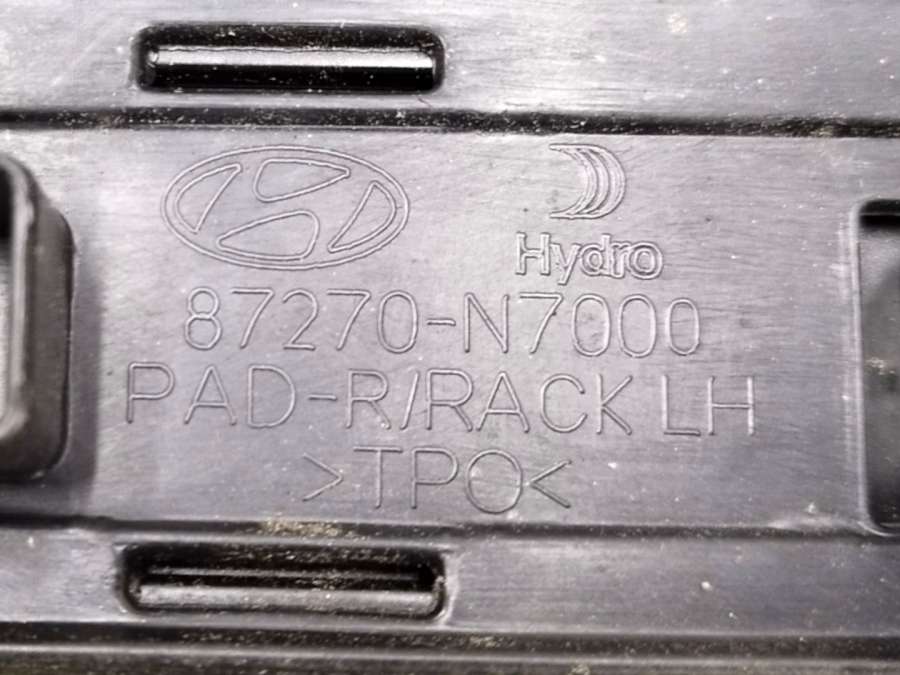 Hydro
87270-N7000
PAD-R/RACK LH
>TPO<